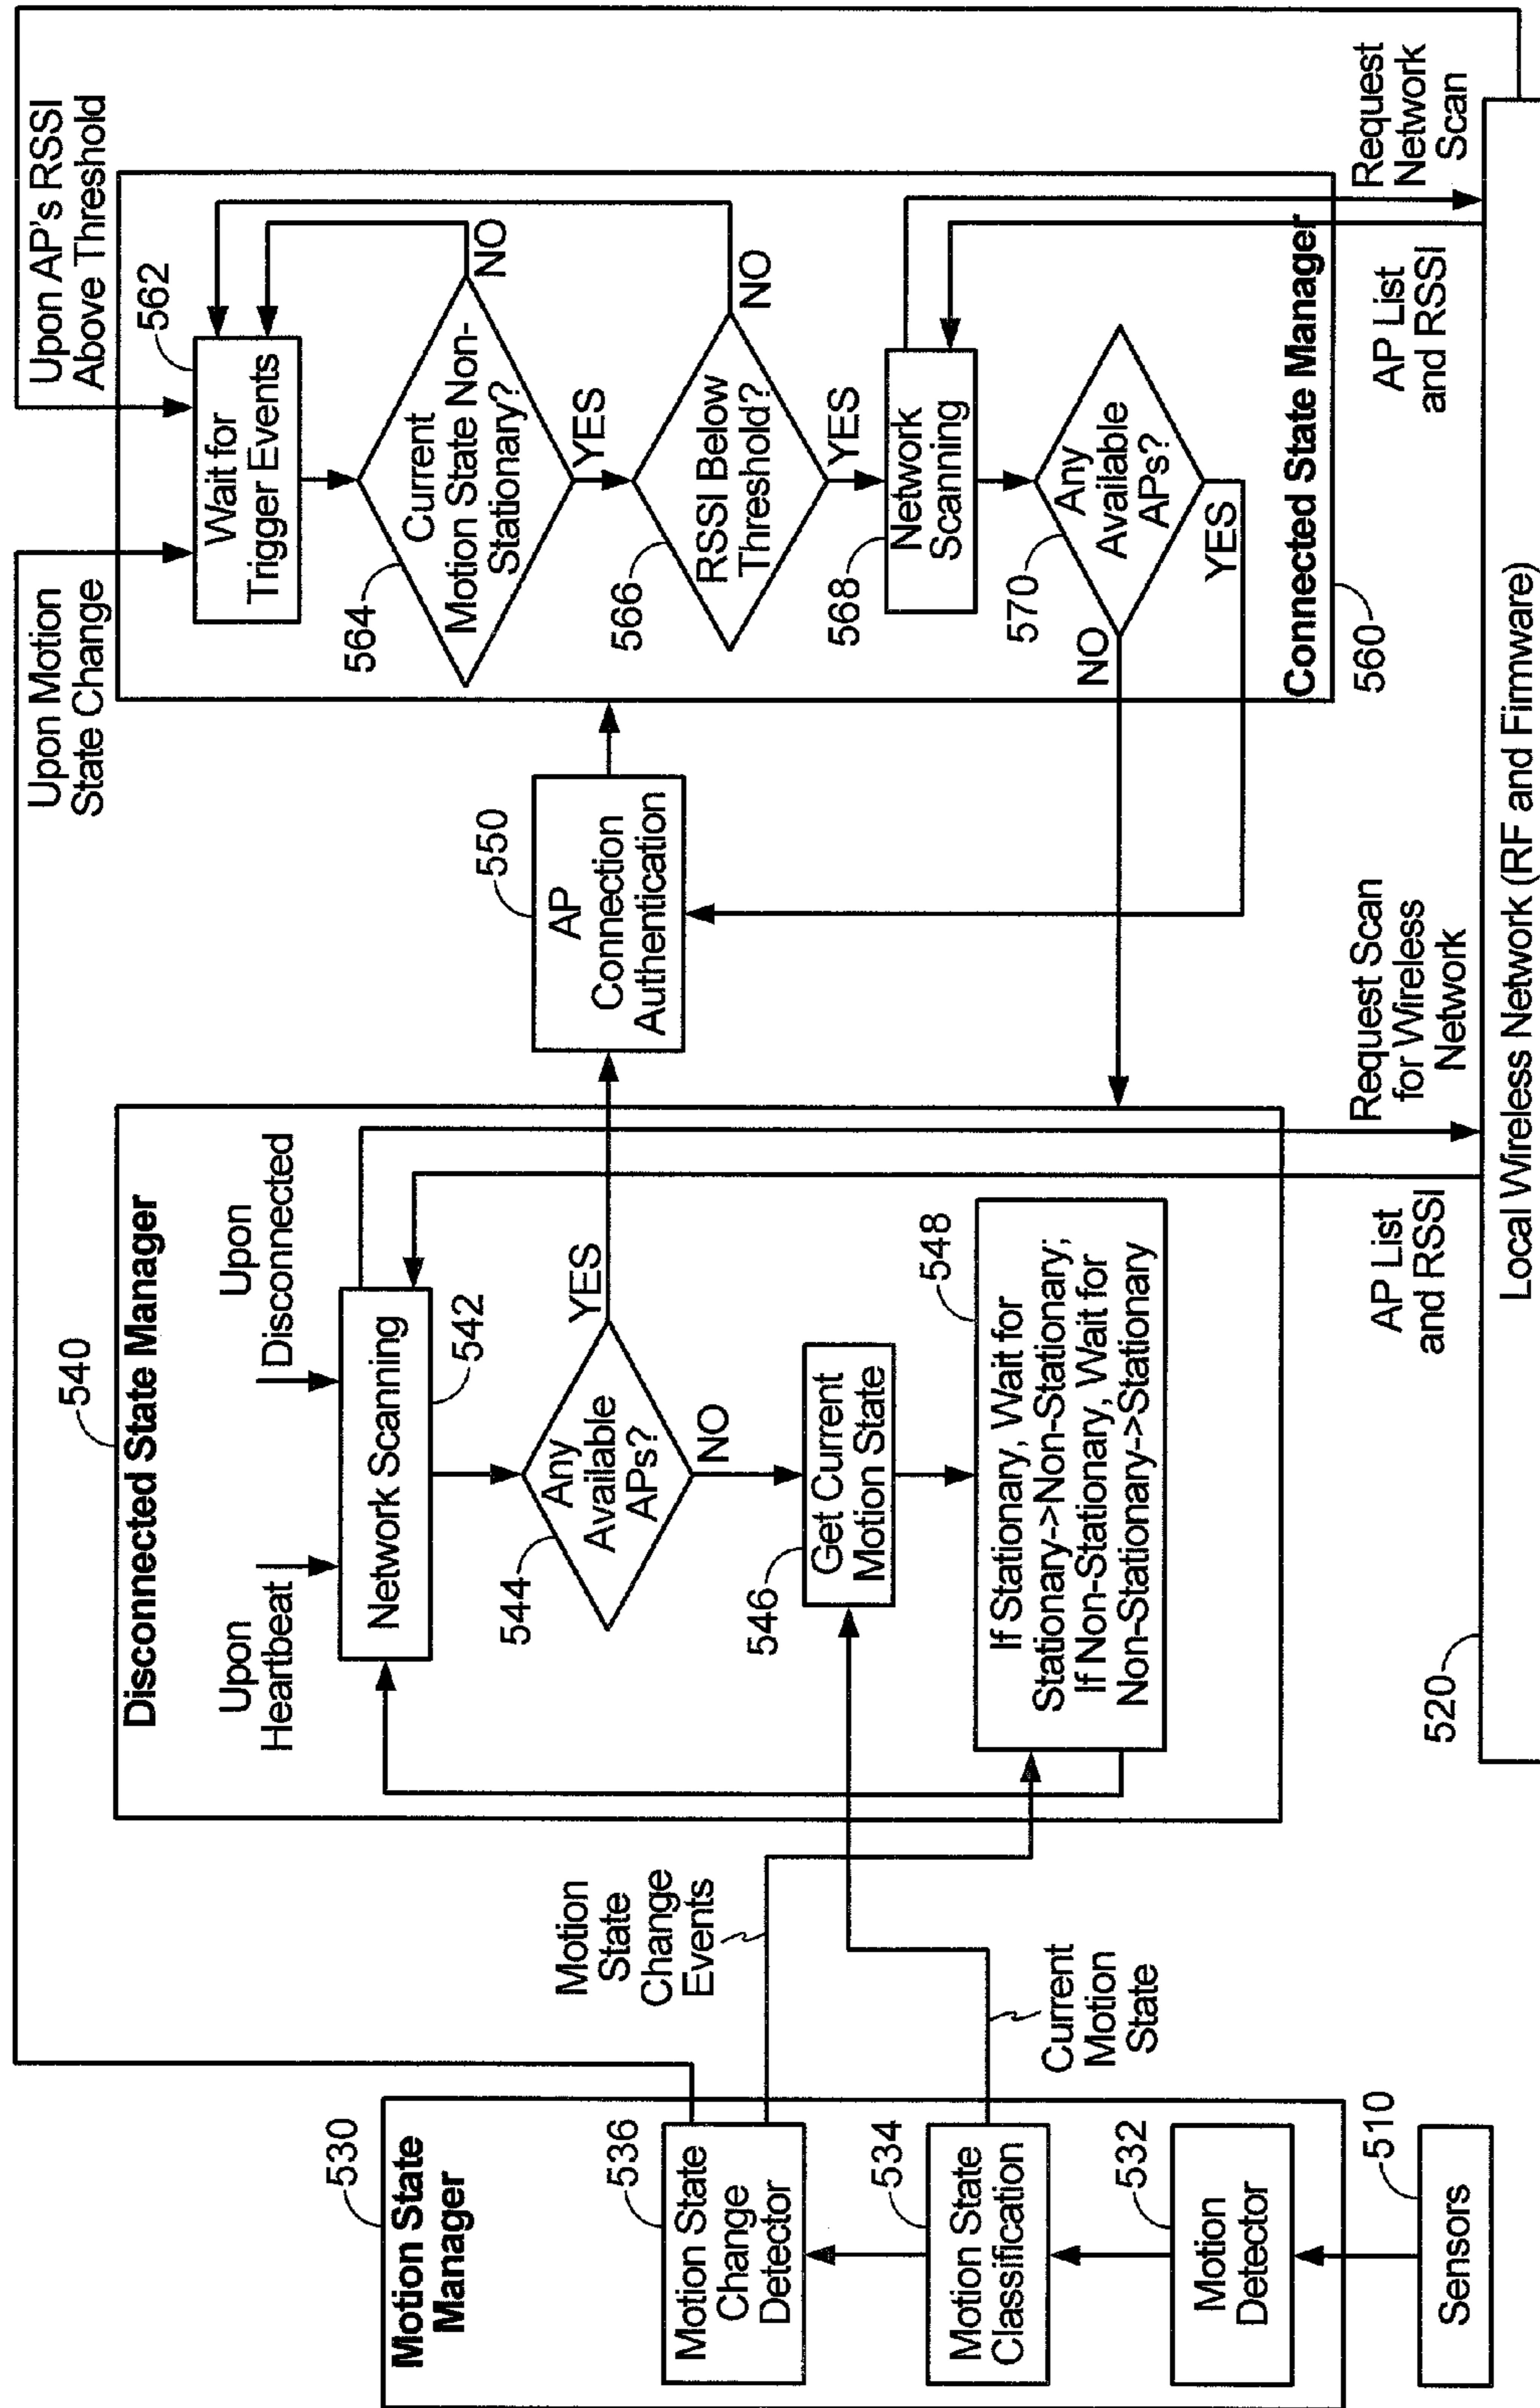 530
Motion State
Manager
536
Motion State
Change
Detector
534
Motion State
Classification
532
Motion
Detector
510
Sensors
Motion
State
Change
Events
Current
Motion
State
540
Disconnected State Manager
Upon
Heartbeat
Upon
Disconnected
Network Scanning
542
544
Any
Available
APs?
YES
NO
546
Get Current
Motion State
548
If Stationary, Wait for
Stationary->Non-Stationary;
If Non-Stationary, Wait for
Non-Stationary->Stationary
550
AP
Connection
Authentication
Upon Motion
State Change
Upon AP's RSSI
Above Threshold
562
Wait for
Trigger Events
564
Current
Motion State Non-
Stationary?
NO
YES
566
RSSI Below
Threshold?
NO
YES
568
Network
Scanning
570
Any
Available
APs?
NO
YES
Connected State Manager
560
AP List
and RSSI
Request Scan
for Wireless
Network
AP List
and RSSI
Request
Network
Scan
520
Local Wireless Network (RF and Firmware)